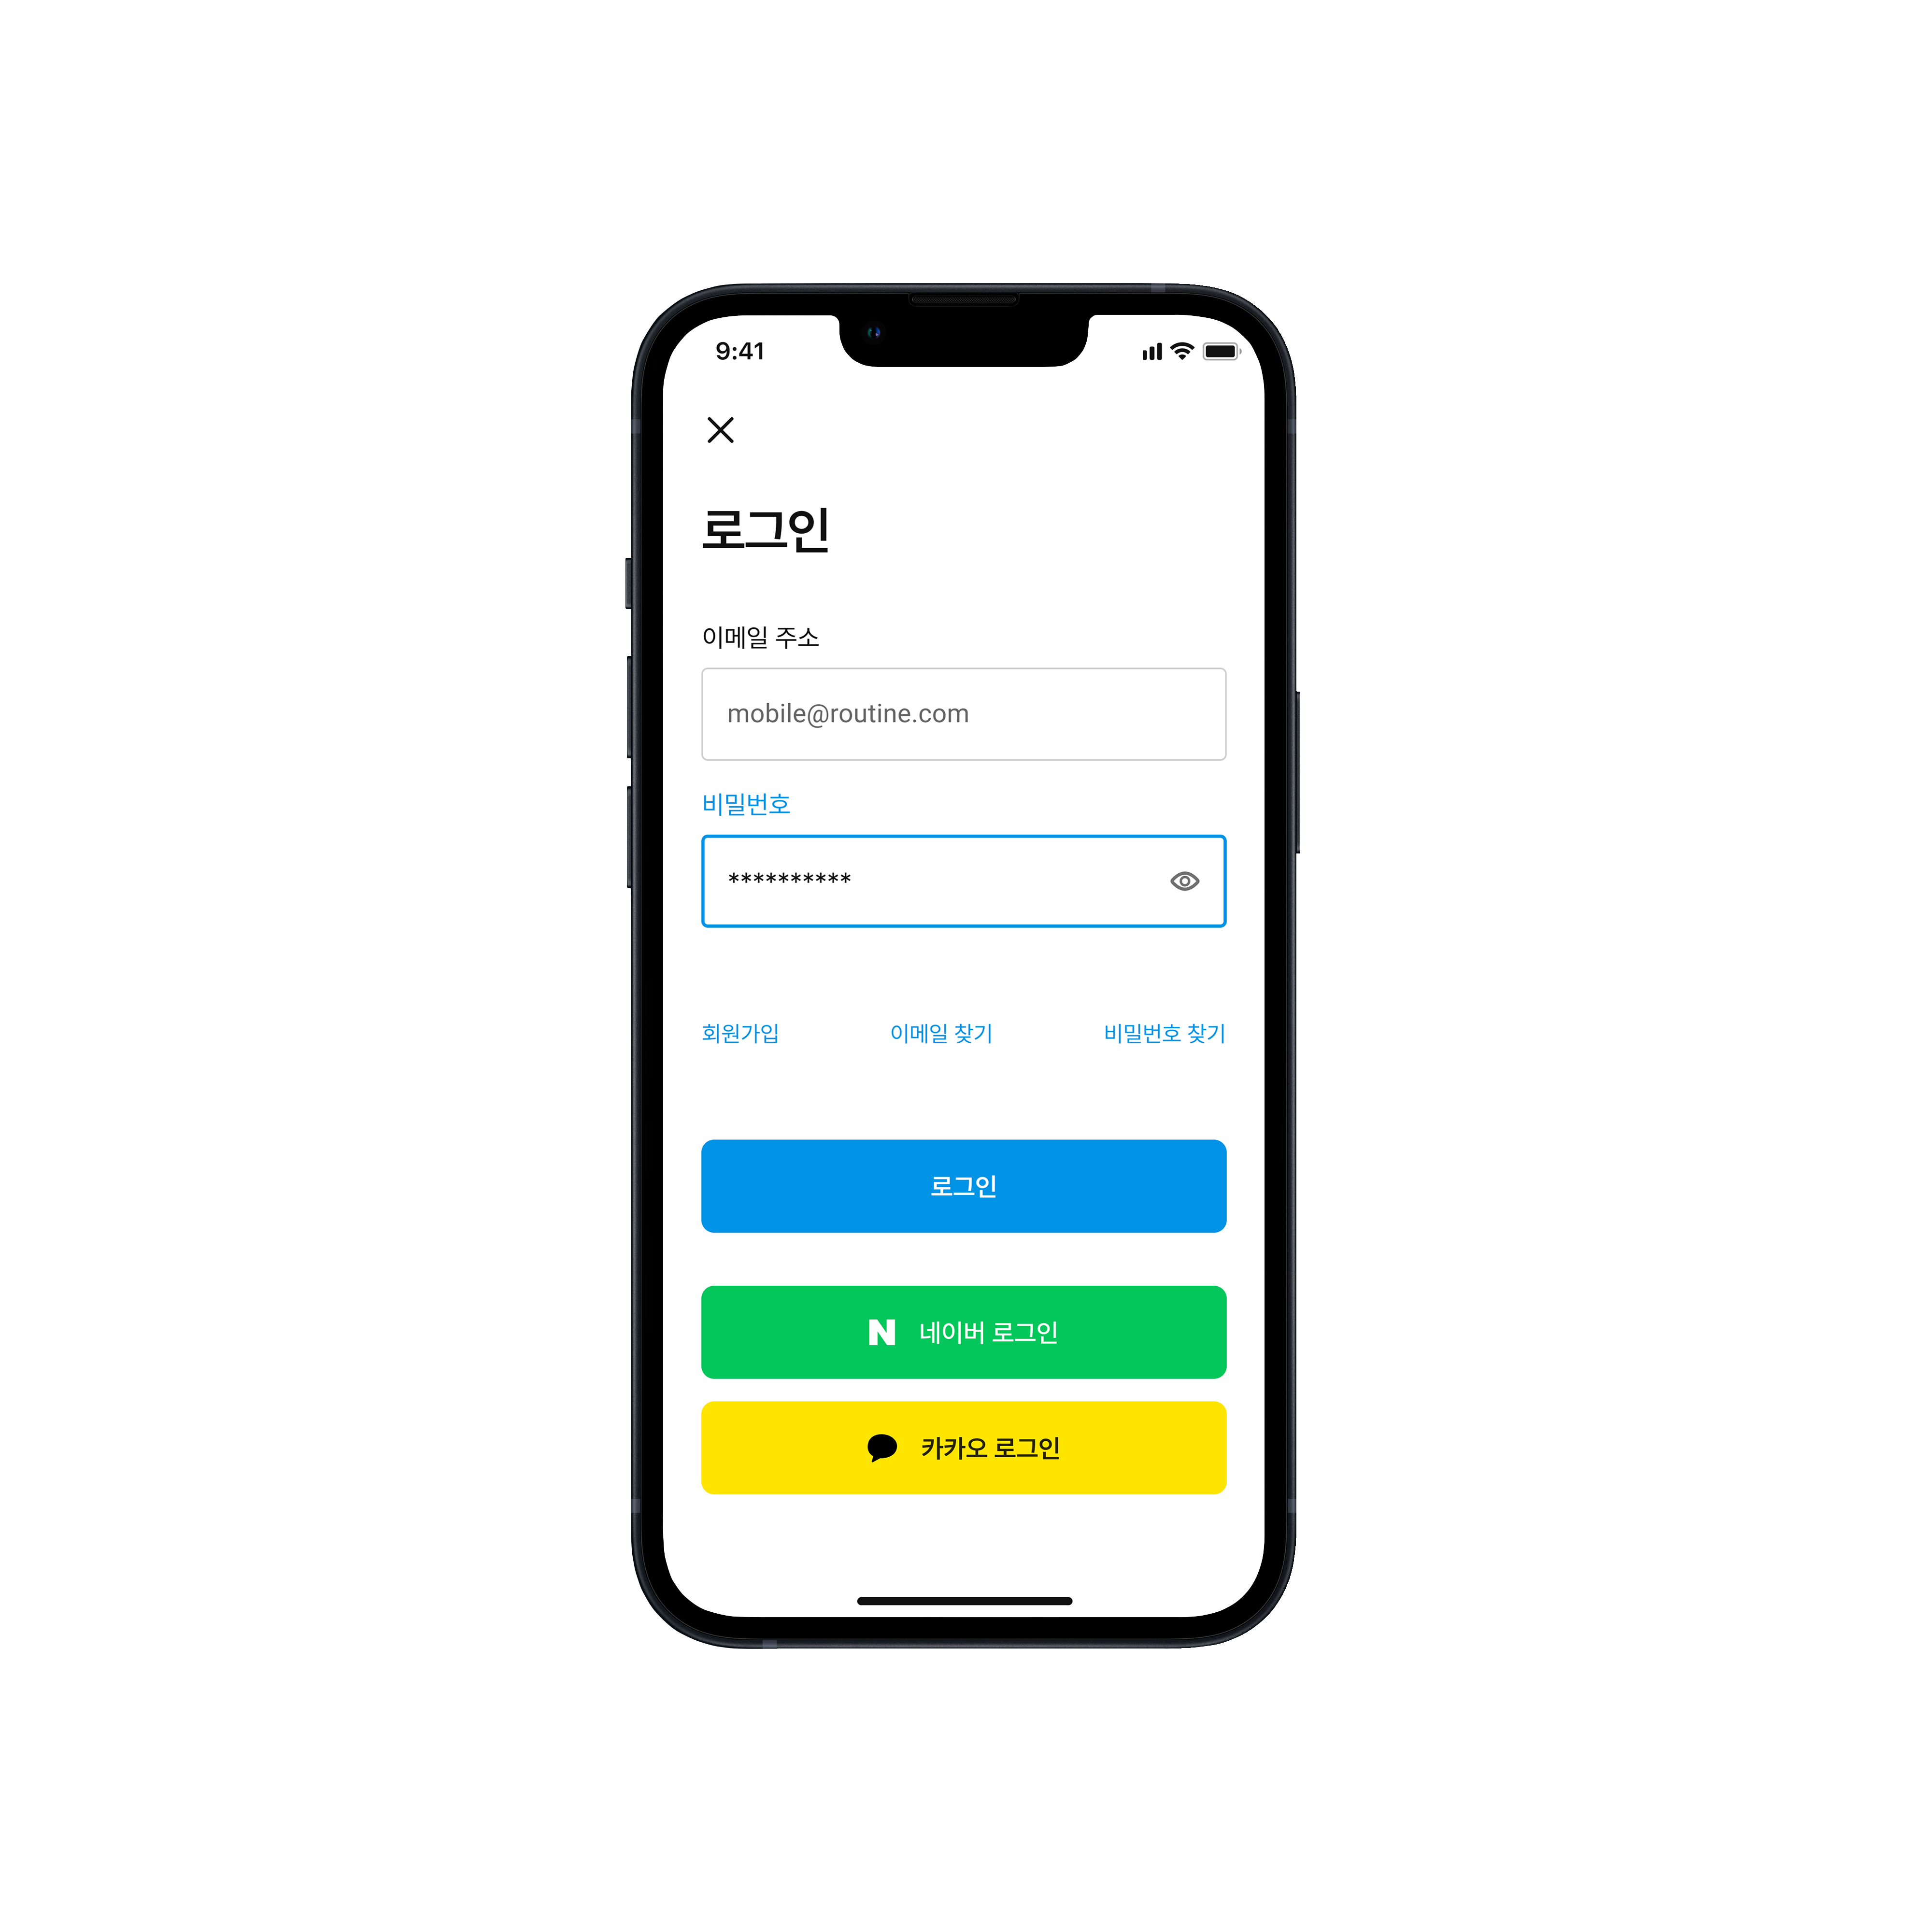 9:41
로그인
이메일 주소
mobile@routine.com
비밀번호
**********
회원가입 이메일 찾기 비밀번호 찾기
로그인
N 네이버 로그인
카카오 로그인